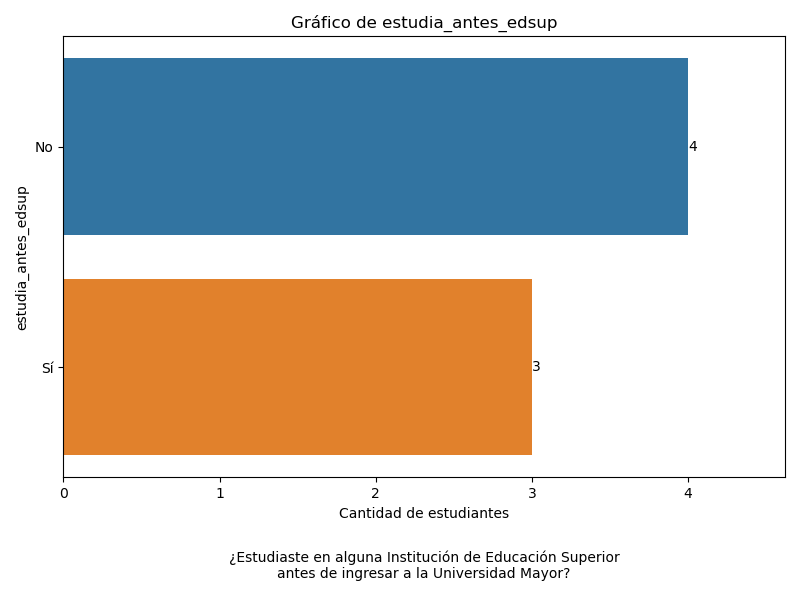 Gráfico de estudia_antes_edsup
estudia_antes_edsup
No
4
Sí
3
0 1 2 3 4
Cantidad de estudiantes
¿Estudiaste en alguna Institución de Educación Superior
antes de ingresar a la Universidad Mayor?